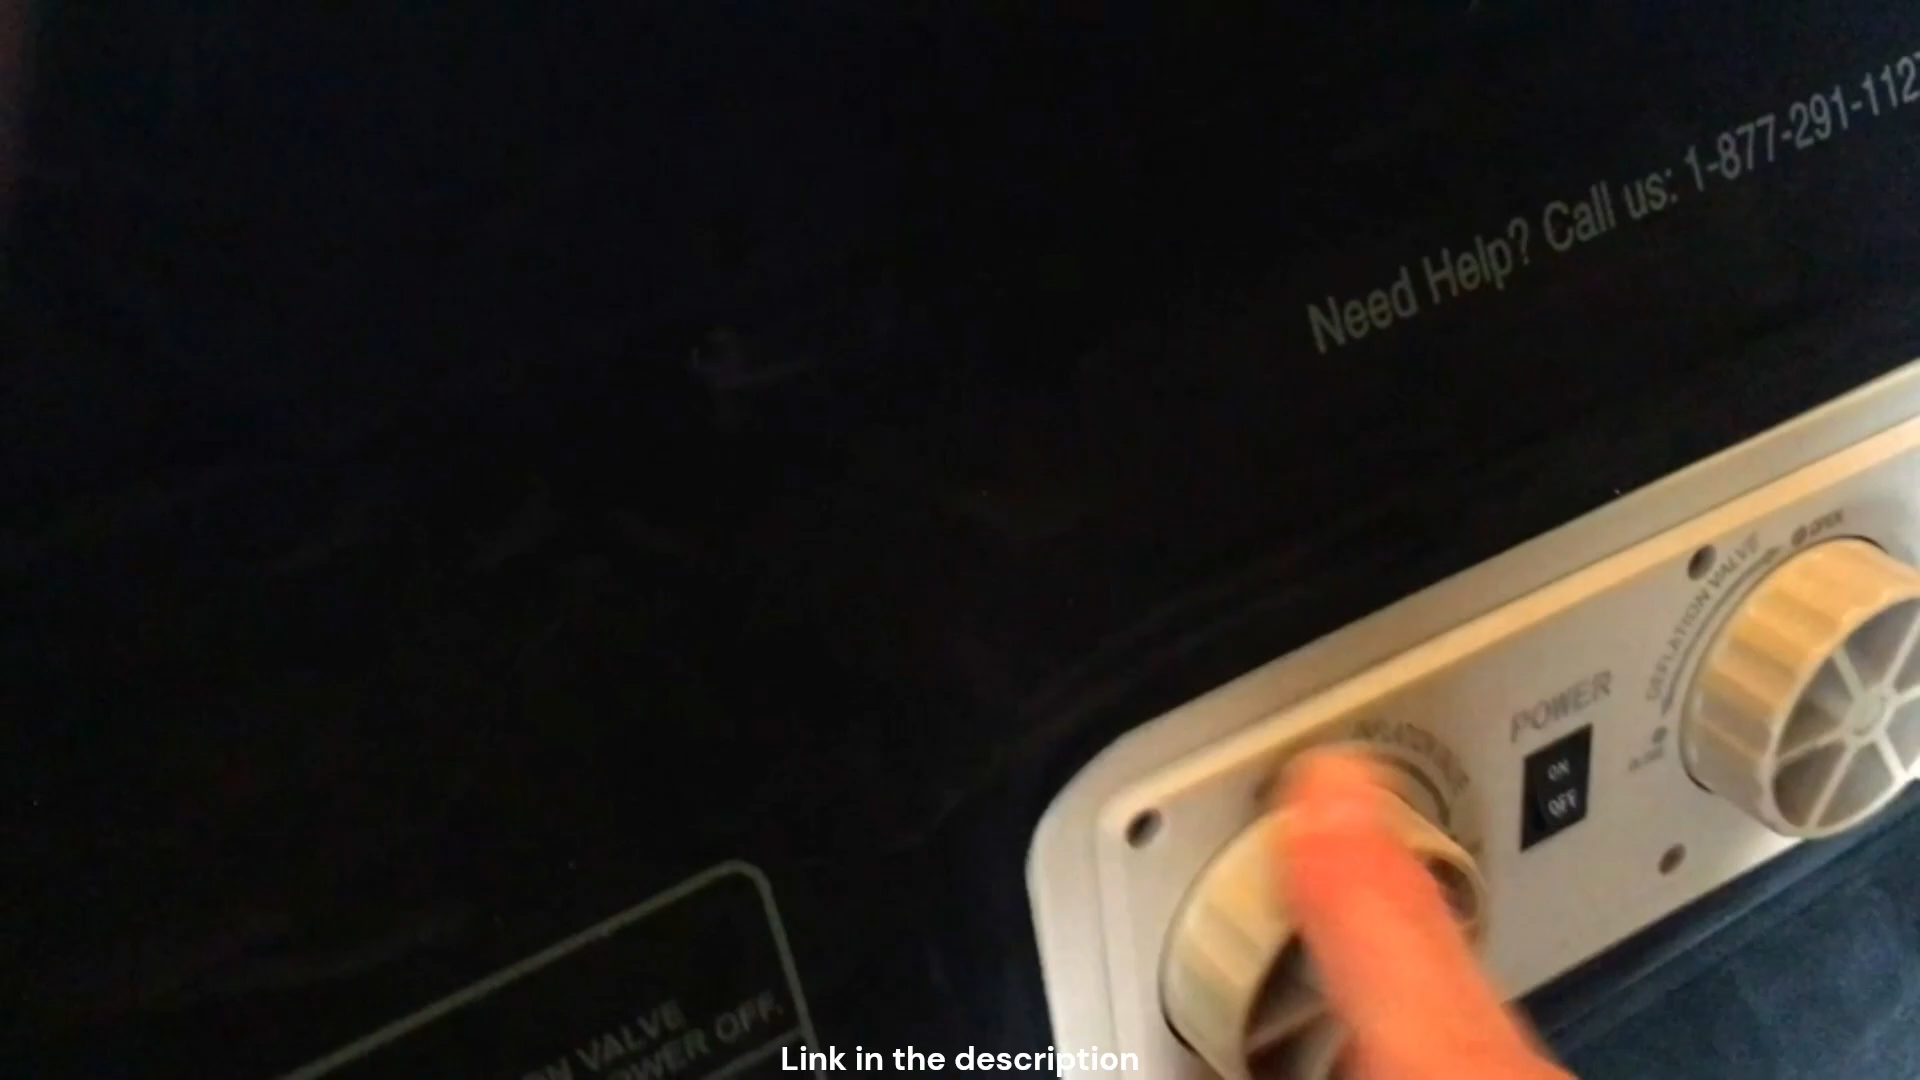 Need Help? Call us: 1-877-291-112
OPEN
DEFLATION VALVE
POWER
ON
OFF
VALVE
POWER OFF.
Link in the description